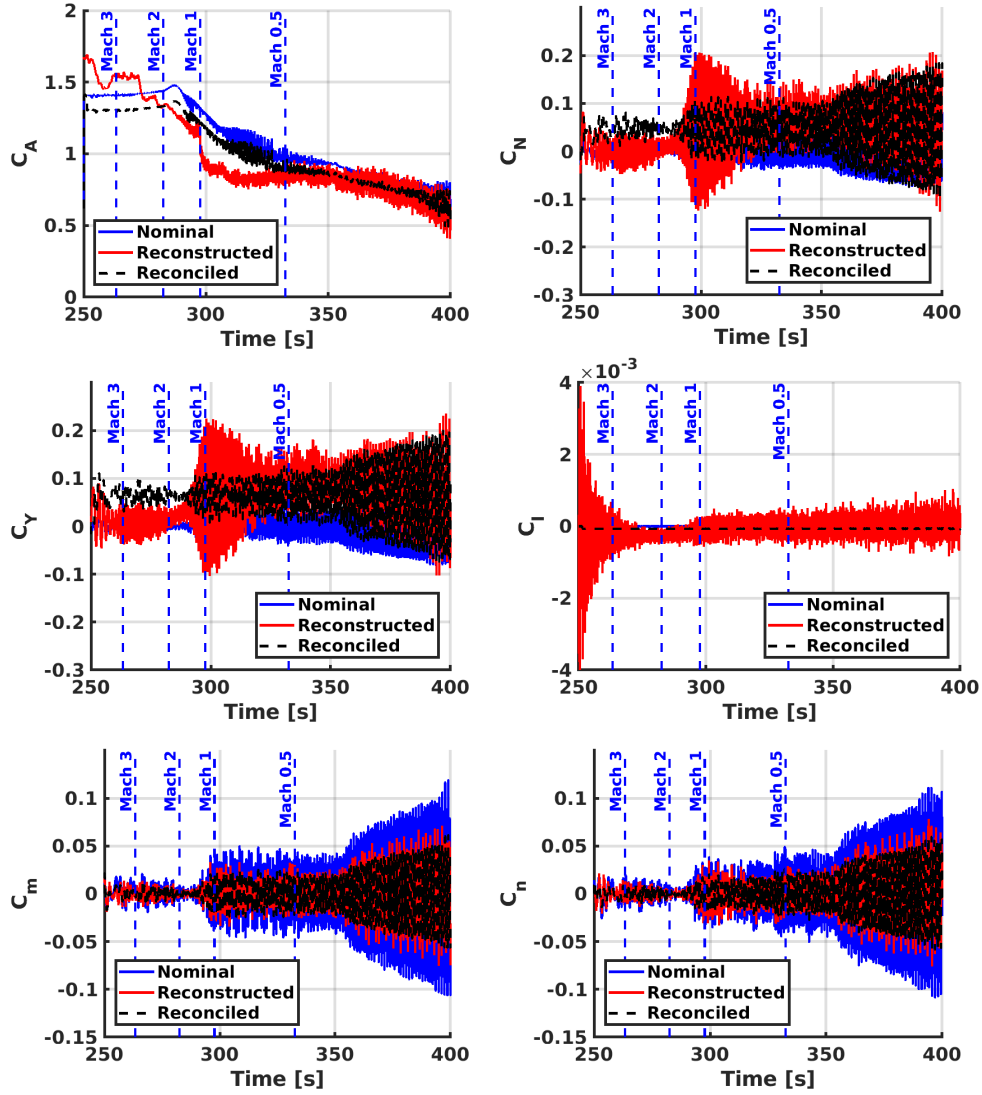 Mach 3
Mach 2
Mach 1
Mach 0.5
1.5
1
0.5
0
C_A
Nominal
Reconstructed
Reconciled
250
300
350
400
Time [s]
Mach 3
Mach 2
Mach 1
Mach 0.5
0.2
0.1
0
-0.1
-0.2
-0.3
C_N
Nominal
Reconstructed
Reconciled
250
300
350
400
Time [s]
Mach 3
Mach 2
Mach 1
Mach 0.5
0.2
0.1
0
-0.1
-0.2
-0.3
C_Y
Nominal
Reconstructed
Reconciled
250
300
350
400
Time [s]
×10^-3
Mach 3
Mach 2
Mach 1
Mach 0.5
4
2
0
-2
-4
C_l
Nominal
Reconstructed
Reconciled
250
300
350
400
Time [s]
Mach 3
Mach 2
Mach 1
Mach 0.5
0.1
0.05
0
-0.05
-0.1
-0.15
C_m
Nominal
Reconstructed
Reconciled
250
300
350
400
Time [s]
Mach 3
Mach 2
Mach 1
Mach 0.5
0.1
0.05
0
-0.05
-0.1
-0.15
C_n
Nominal
Reconstructed
Reconciled
250
300
350
400
Time [s]